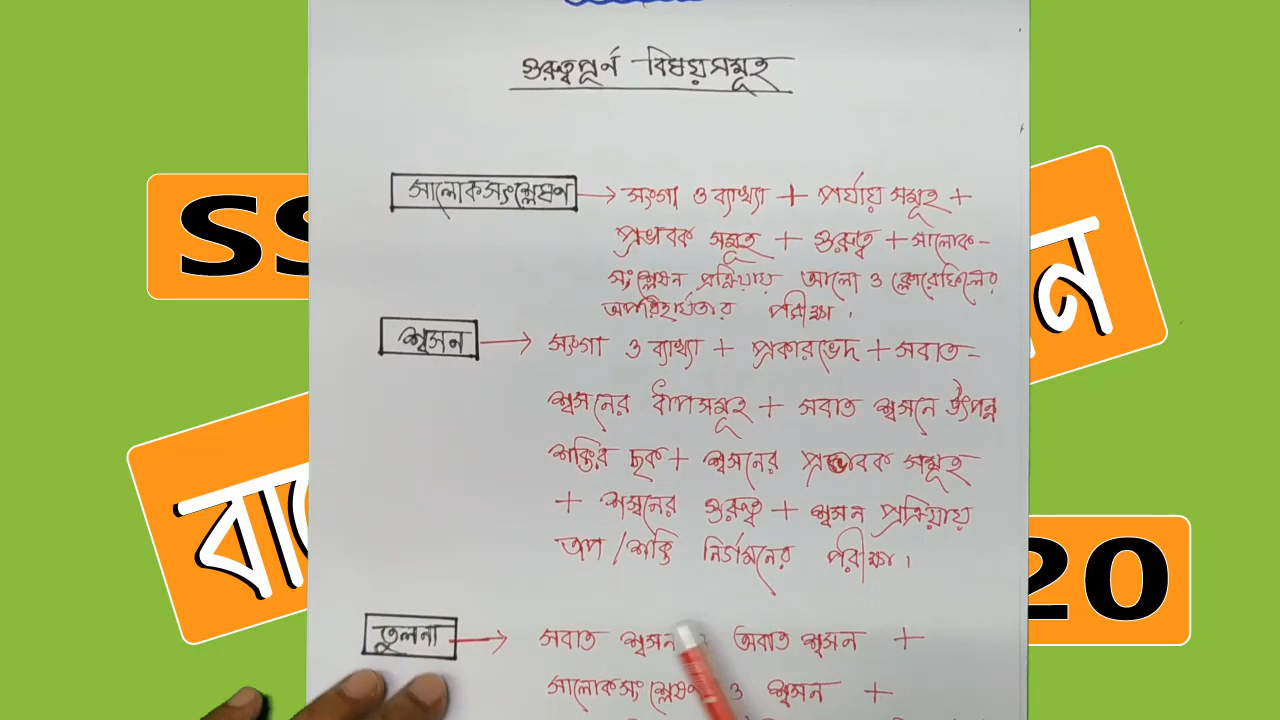 গুরুত্বপূর্ন বিষয়সমূহ
সালোকসংশ্লেষণ → সংগা ও ব্যাখ্যা + পর্যায় সমূহ +
প্রভাবক সমূহ + গুরুত্ব + সালোক-
সংশ্লেষন প্রক্রিয়ায় আলো ও ক্লোরোফিলের
অপরিহার্যতার পরীক্ষা।
শ্বসন → সংগা ও ব্যাখ্যা + প্রকারভেদ + সবাত-
শ্বসনের ধাপসমূহ + সবাত শ্বসনে উৎপন্ন
শক্তির ছক + শ্বসনের প্রভাবক সমূহ
+ শ্বসনের গুরুত্ব + শ্বসন প্রক্রিয়ায়
তাপ / শক্তি নির্গমনের পরীক্ষা।
তুলনা → সবাত শ্বসন অবাত শ্বসন +
সালোকসংশ্লেষণ ও শ্বসন +
SS
বা
ন
20